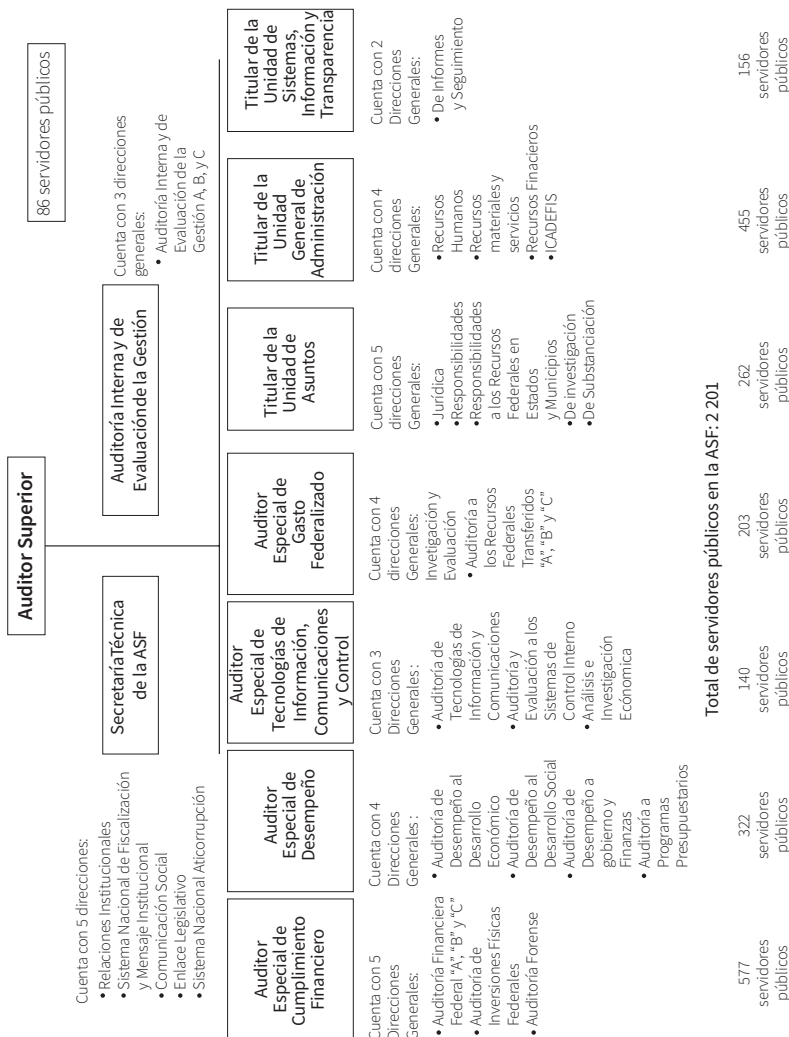 Auditor Superior
86 servidores públicos
Cuenta con 5 direcciones:
• Relaciones Institucionales
• Sistema Nacional de Fiscalización
y Mensaje Institucional
• Comunicación Social
• Enlace Legislativo
• Sistema Nacional Aticorrupción
SecretaríaTécnica
de la ASF
Auditoría Interna y de
Evaluaciónde la Gestión
Cuenta con 3 direcciones
generales:
• Auditoría Interna y de
Evaluación de la
Gestión A, B, y C
Auditor
Especial de
Cumplimiento
Financiero
Cuenta con 5
Direcciones
Generales:
• Auditoría Financiera
Federal “A”, “B” y “C”
• Auditoría de
Inversiones Físicas
Federales
• Auditoría Forense
577
servidores
públicos
Auditor
Especial de
Desempeño
Cuenta con 4
Direcciones
Generales :
• Auditoría de
Desempeño al
Desarrollo
Económico
• Auditoría de
Desempeño al
Desarrollo Social
• Auditoría de
Desempeño a
gobierno y
Finanzas
• Auditoría a
Programas
Presupuestarios
322
servidores
públicos
Auditor
Especial de
Tecnologías de
Información,
Comunicaciones
y Control
Cuenta con 3
Direcciones
Generales :
• Auditoría de
Tecnologías de
Información y
Comunicaciones
• Auditoría y
Evaluación a los
Sistemas de
Control Interno
• Análisis e
Investigación
Ecónomica
140
servidores
públicos
Auditor
Especial de
Gasto
Federalizado
Cuenta con 4
direcciones
Generales:
Invetigación y
Evaluación
• Auditoría a
los Recursos
Federales
Transferidos
“A”, “B” y “C”
203
servidores
públicos
Titular de la
Unidad de
Asuntos
Cuenta con 5
direcciones
Generales:
• Jurídica
• Responsibilidades
• Responsibilidades
a los Recursos
Federales en
Estados
y Municipios
• De investigación
• De Substanciación
262
servidores
públicos
Titular de la
Unidad
General de
Administración
Cuenta con 4
direcciones
Generales:
• Recursos
Humanos
• Recursos
materiales y
servicios
• Recursos Finacieros
• ICADEFIS
455
servidores
públicos
Titular de la
Unidad de
Sistemas,
Información y
Transparencia
Cuenta con 2
Direcciones
Generales:
• De Informes
y Seguimiento
156
servidores
públicos
Total de servidores públicos en la ASF: 2 201